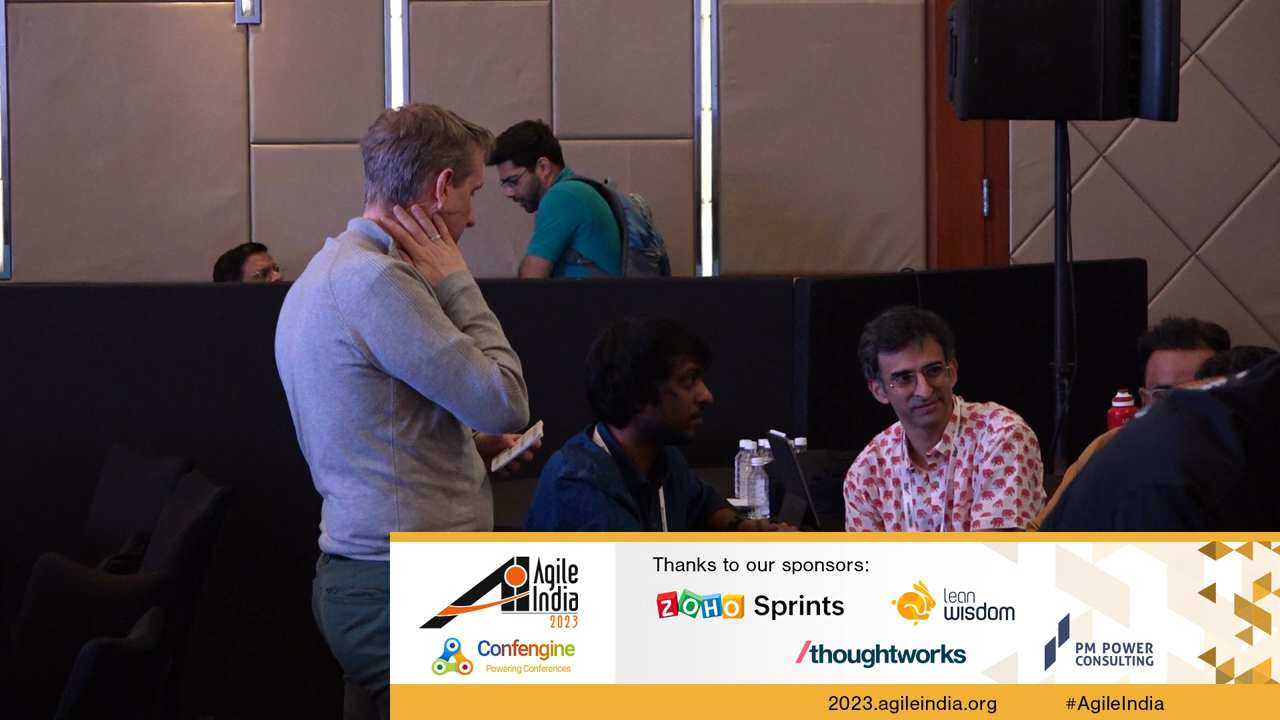 Agile
India
2023
Confengine
Powering Conferences
Thanks to our sponsors:
ZOHO Sprints
lean
wisdom
/thoughtworks
PM POWER
CONSULTING
2023.agileindia.org
#AgileIndia